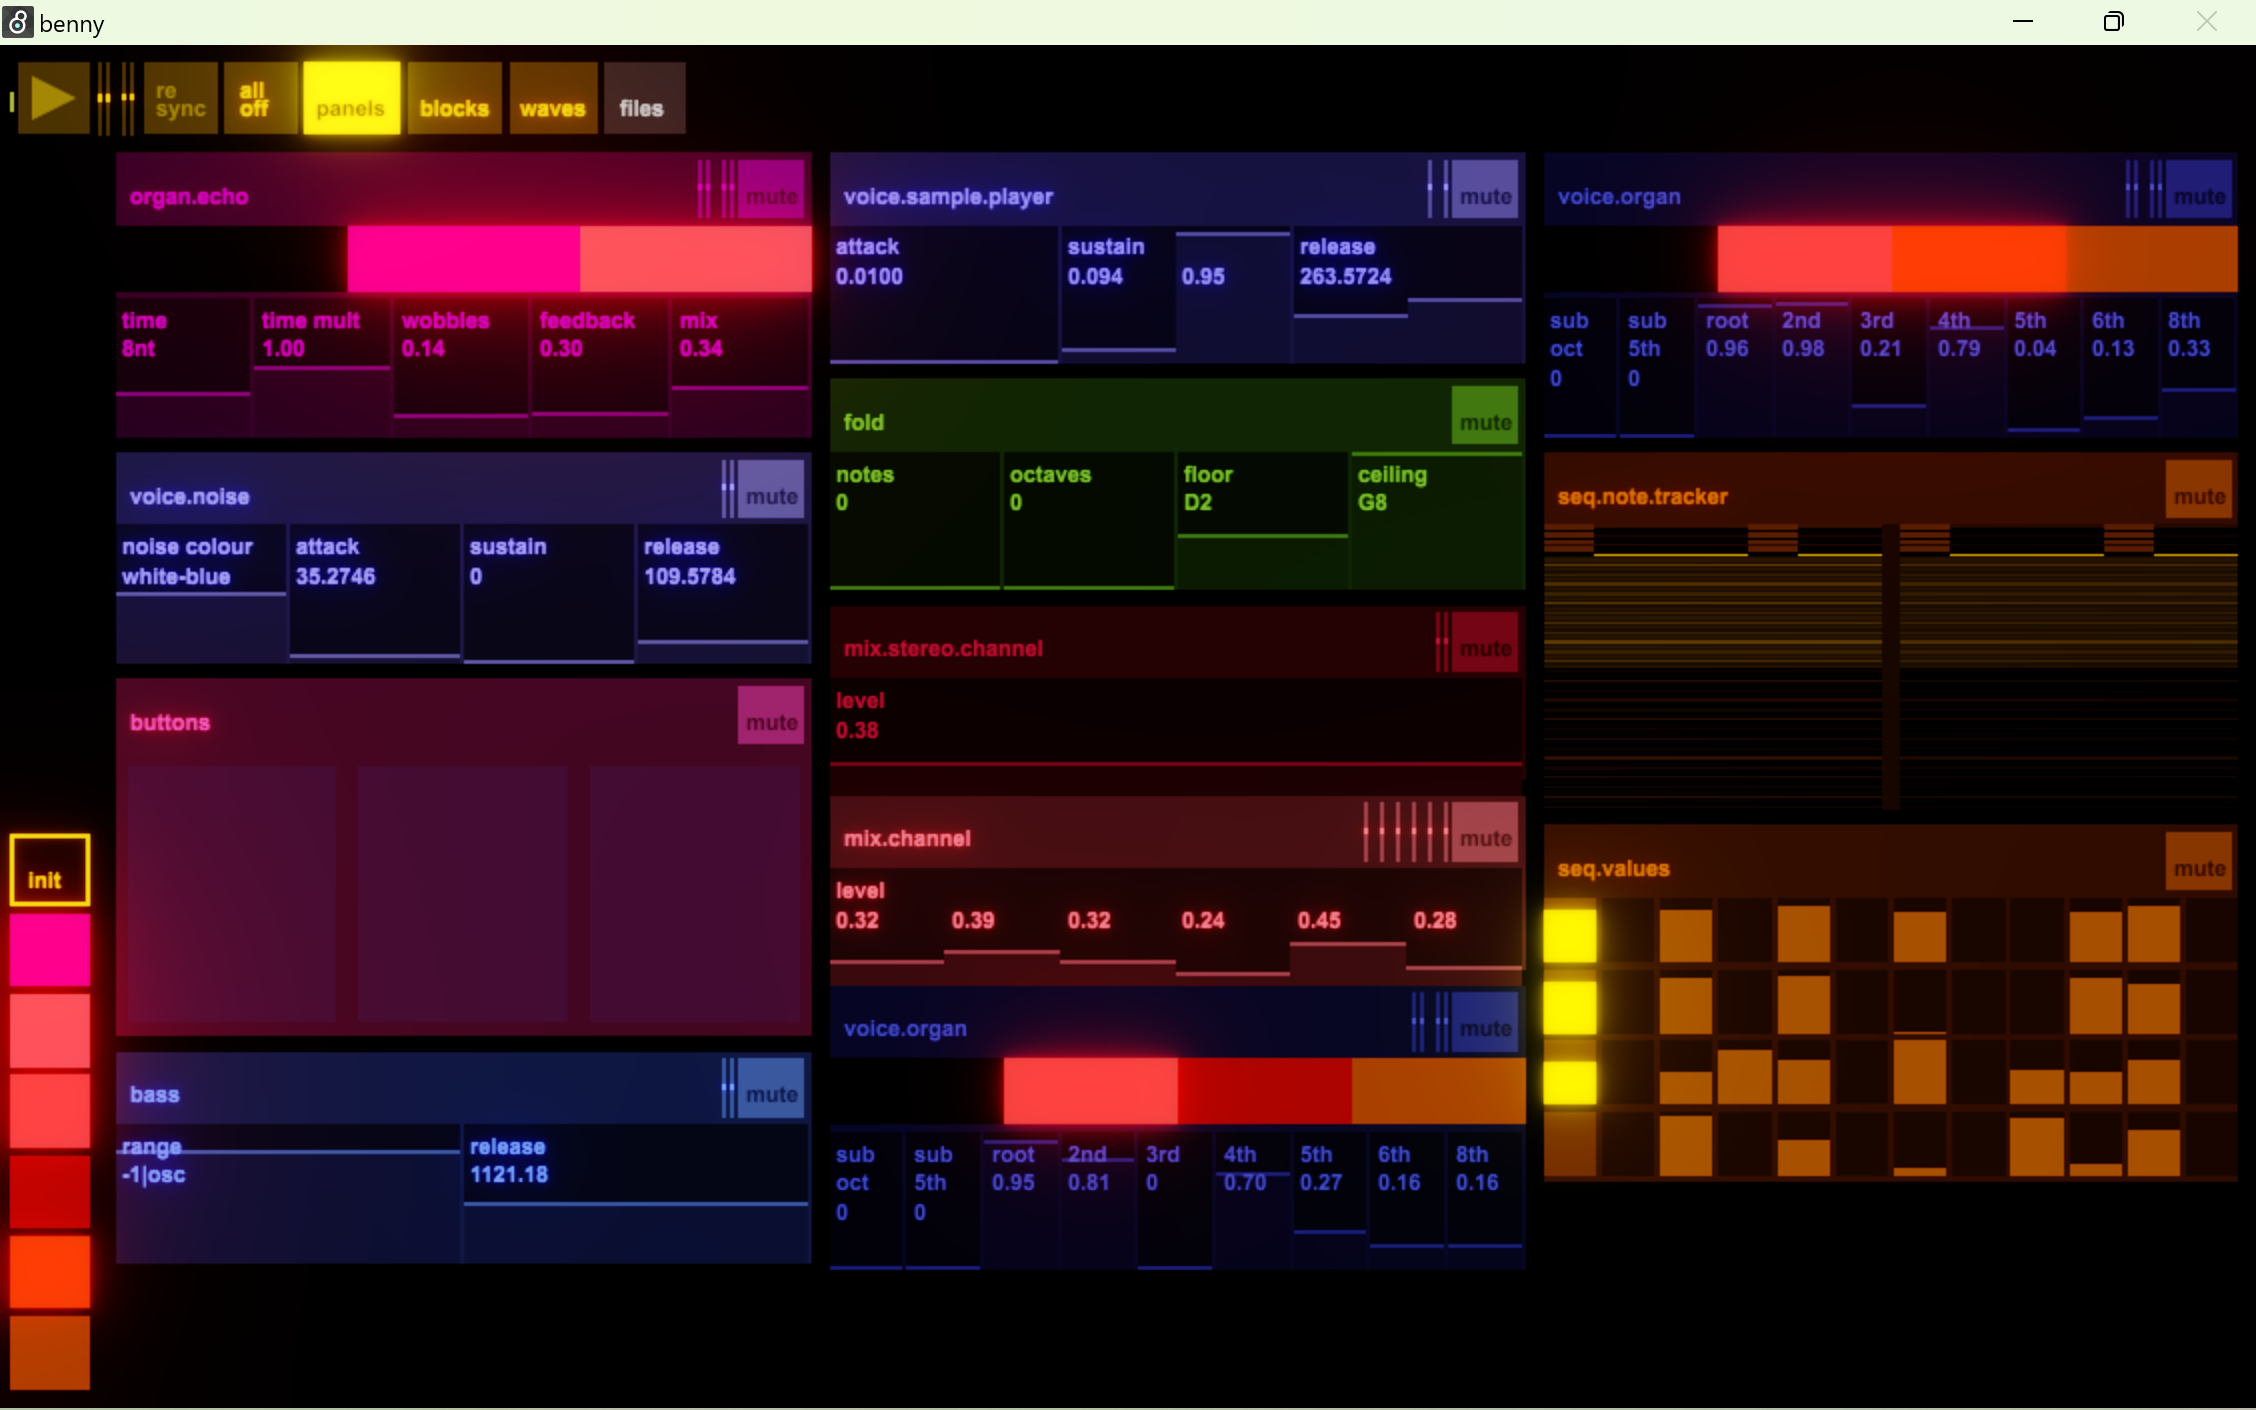 benny
re
sync
all
off
panels
blocks
waves
files
organ.echo
mute
time
8nt
time mult
1.00
wobbles
0.14
feedback
0.30
mix
0.34
voice.noise
mute
noise colour
white-blue
attack
35.2746
sustain
0
release
109.5784
buttons
mute
bass
mute
range
-1|osc
release
1121.18
init
voice.sample.player
mute
attack
0.0100
sustain
0.094
0.95
release
263.5724
fold
mute
notes
0
octaves
0
floor
D2
ceiling
G8
mix.stereo.channel
mute
level
0.38
mix.channel
mute
level
0.32 0.39 0.32 0.24 0.45 0.28
voice.organ
mute
sub
oct
0
sub
5th
0
root
0.95
2nd
0.81
3rd
0
4th
0.70
5th
0.27
6th
0.16
8th
0.16
voice.organ
mute
sub
oct
0
sub
5th
0
root
0.96
2nd
0.98
3rd
0.21
4th
0.79
5th
0.04
6th
0.13
8th
0.33
seq.note.tracker
mute
seq.values
mute